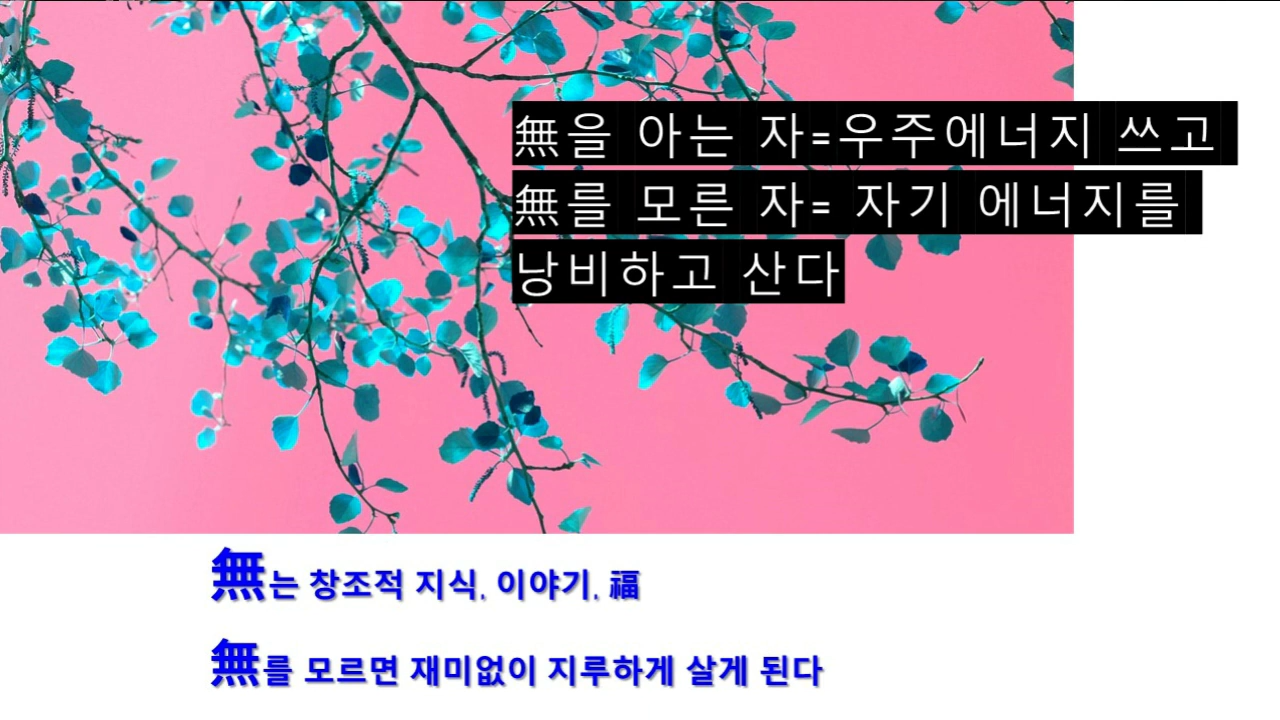 無을 아는 자=우주에너지 쓰고
無를 모른 자= 자기 에너지를
낭비하고 산다
無는 창조적 지식, 이야기, 福
無를 모르면 재미없이 지루하게 살게 된다